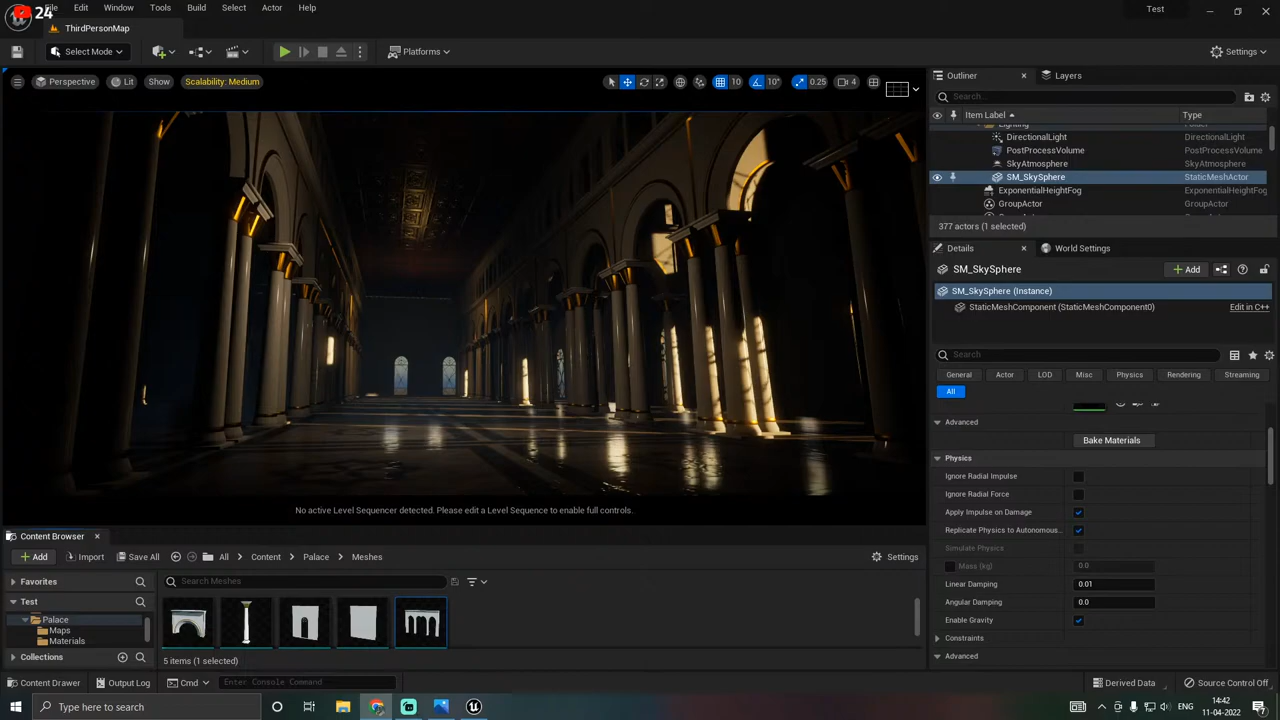 24
File Edit Window Tools Build Select Actor Help
Test
ThirdPersonMap
Select Mode
Platforms
Settings
Perspective Lit Show Scalability: Medium
10 10° 0.25 4
Outliner Layers
Search...
Item Label Type
Lighting Folder
DirectionalLight DirectionalLight
PostProcessVolume PostProcessVolume
SkyAtmosphere SkyAtmosphere
SM_SkySphere StaticMeshActor
ExponentialHeightFog ExponentialHeightFog
GroupActor GroupActor
377 actors (1 selected)
Details World Settings
SM_SkySphere
Add
SM_SkySphere (Instance)
StaticMeshComponent (StaticMeshComponent0) Edit in C++
Search
General Actor LOD Misc Physics Rendering Streaming
All
Advanced
Bake Materials
Physics
Ignore Radial Impulse
Ignore Radial Force
Apply Impulse on Damage
Replicate Physics to Autonomous...
Simulate Physics
Mass (kg) 0.0
Linear Damping 0.01
Angular Damping 0.0
Enable Gravity
Constraints
Advanced
No active Level Sequencer detected. Please edit a Level Sequence to enable full controls.
Content Browser
Add Import Save All All Content Palace Meshes Settings
Favorites
Search Meshes
Test
Palace
Maps
Materials
Collections
5 items (1 selected)
Content Drawer Output Log Cmd Enter Console Command Derived Data Source Control Off
Type here to search
ENG
14:42
11-04-2022
7